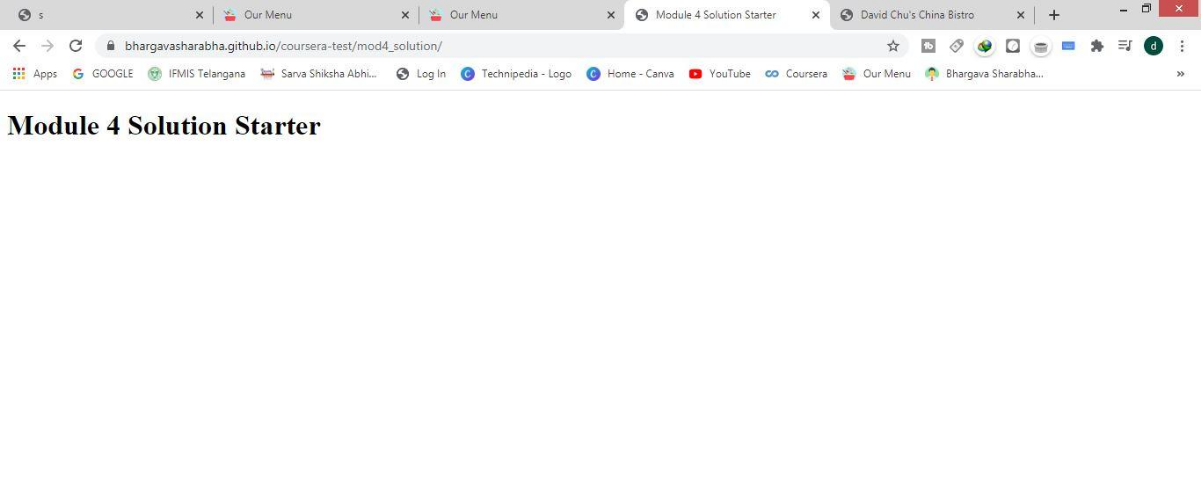 s
Our Menu
Our Menu
Module 4 Solution Starter
David Chu's China Bistro
bhargavasharabha.github.io/coursera-test/mod4_solution/
Apps GOOGLE IFMIS Telangana Sarva Shiksha Abhi... Log In Technipedia - Logo Home - Canva YouTube Coursera Our Menu Bhargava Sharabha...
Module 4 Solution Starter